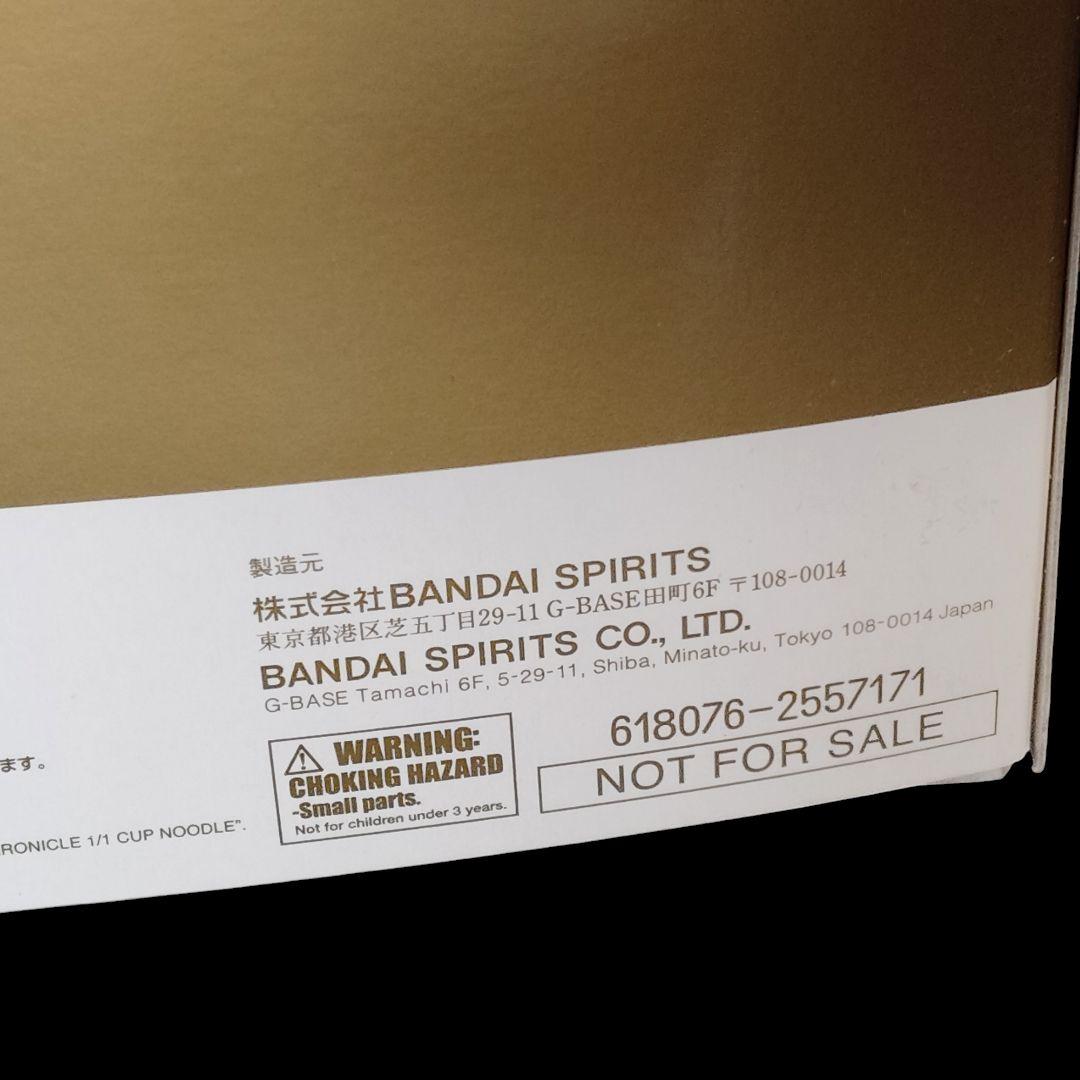 製造元
株式会社BANDAI SPIRITS
東京都港区芝五丁目29-11 G-BASE田町6F 〒108-0014
BANDAI SPIRITS CO., LTD.
G-BASE Tamachi 6F, 5-29-11, Shiba, Minato-ku, Tokyo 108-0014 Japan
618076-2557171
NOT FOR SALE
⚠ WARNING:
CHOKING HAZARD
-Small parts.
Not for children under 3 years.
ます。
RONICLE 1/1 CUP NOODLE".